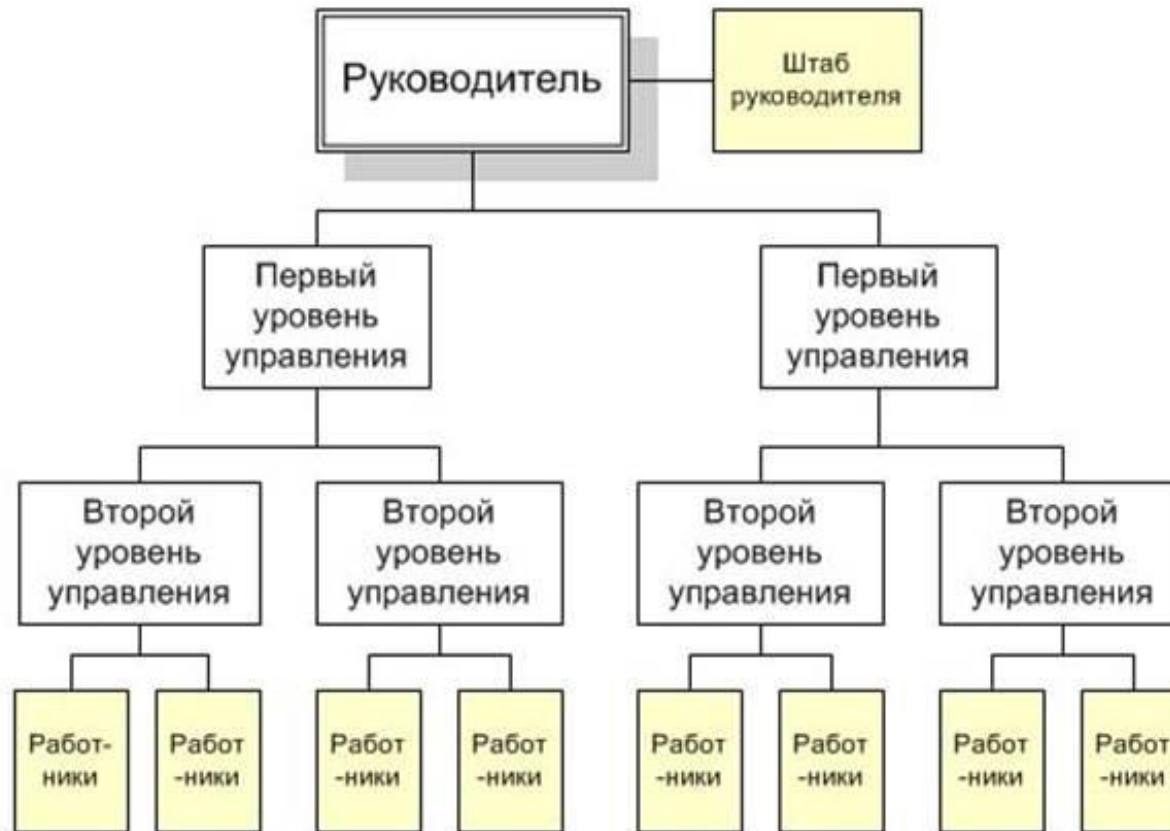 Руководитель
Штаб
руководителя
Первый
уровень
управления
Первый
уровень
управления
Второй
уровень
управления
Второй
уровень
управления
Второй
уровень
управления
Второй
уровень
управления
Работ-
ники
Работ
-ники
Работ
-ники
Работ
-ники
Работ
-ники
Работ
-ники
Работ
-ники
Работ
-ники